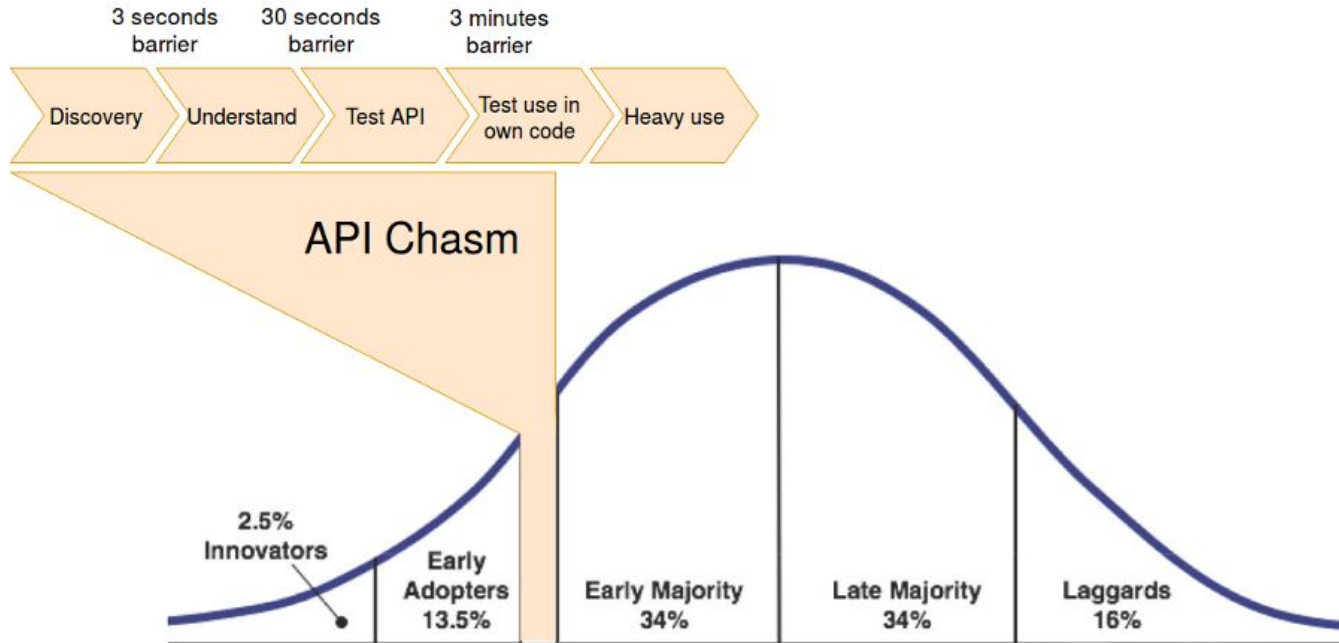 3 seconds
barrier
30 seconds
barrier
3 minutes
barrier
Discovery
Understand
Test API
Test use in
own code
Heavy use
API Chasm
2.5%
Innovators
Early
Adopters
13.5%
Early Majority
34%
Late Majority
34%
Laggards
16%